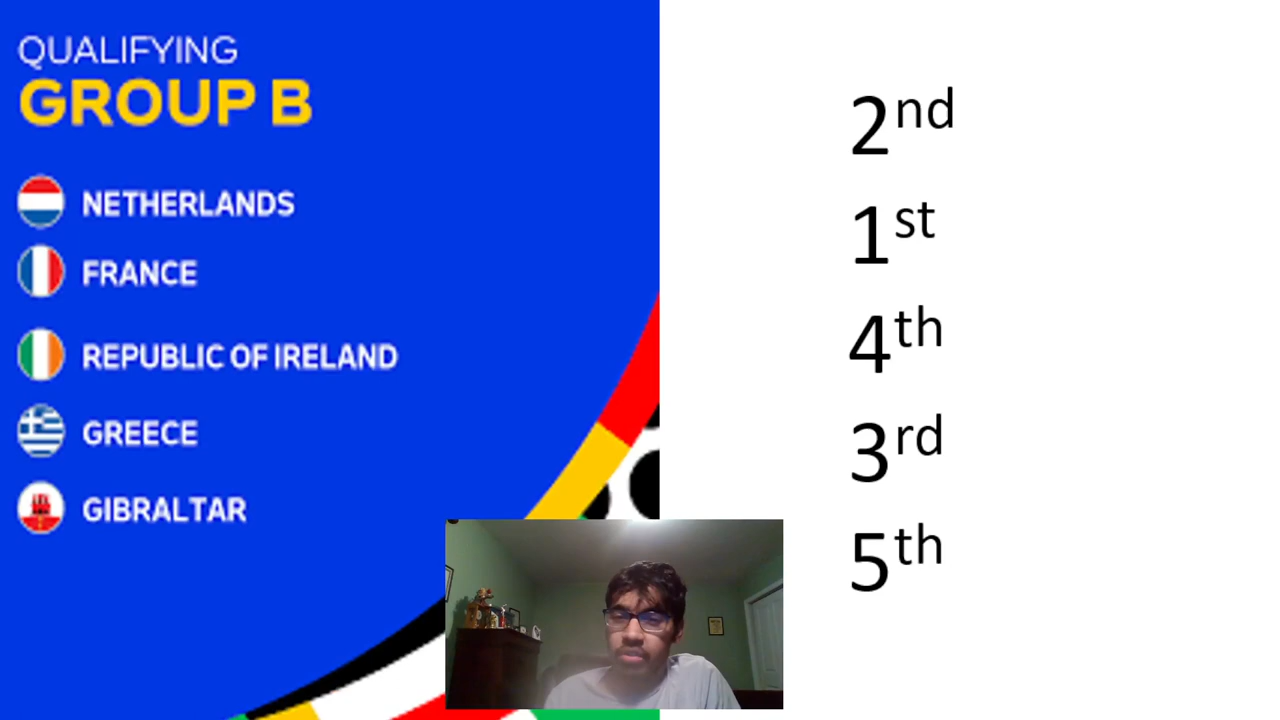 QUALIFYING
GROUP B
NETHERLANDS
FRANCE
REPUBLIC OF IRELAND
GREECE
GIBRALTAR
2nd
1st
4th
3rd
5th